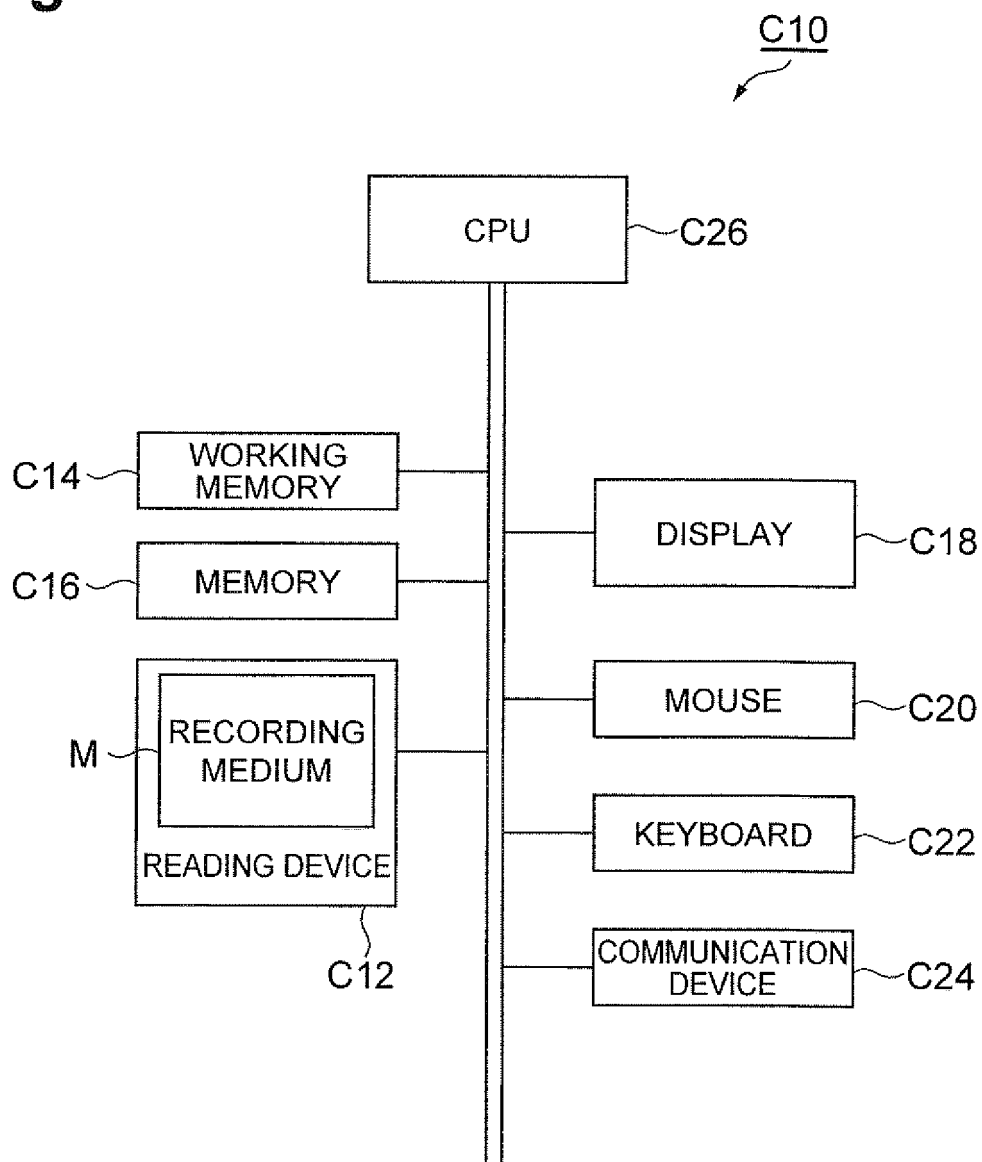 C10
CPU
C26
C14
WORKING
MEMORY
DISPLAY
C18
C16
MEMORY
MOUSE
C20
M
RECORDING
MEDIUM
KEYBOARD
C22
READING DEVICE
COMMUNICATION
DEVICE
C24
C12